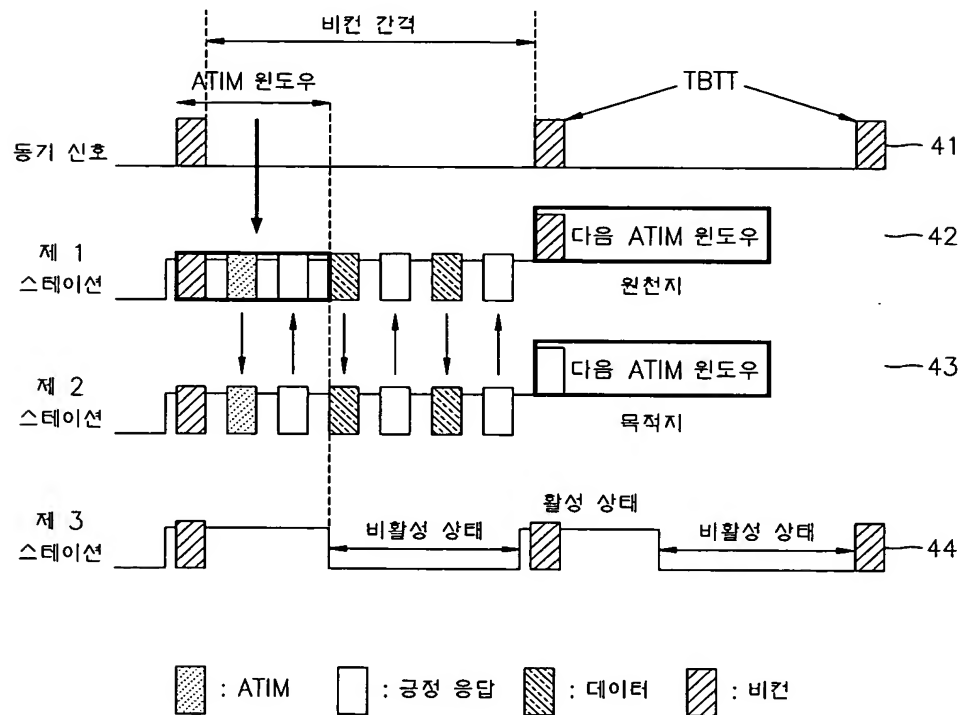 비컨 간격
ATIM 윈도우
TBTT
동기 신호
41
제 1
스테이션
다음 ATIM 윈도우
42
원천지
제 2
스테이션
다음 ATIM 윈도우
43
목적지
제 3
스테이션
비활성 상태
활성 상태
비활성 상태
44
: ATIM
: 긍정 응답
: 데이터
: 비컨